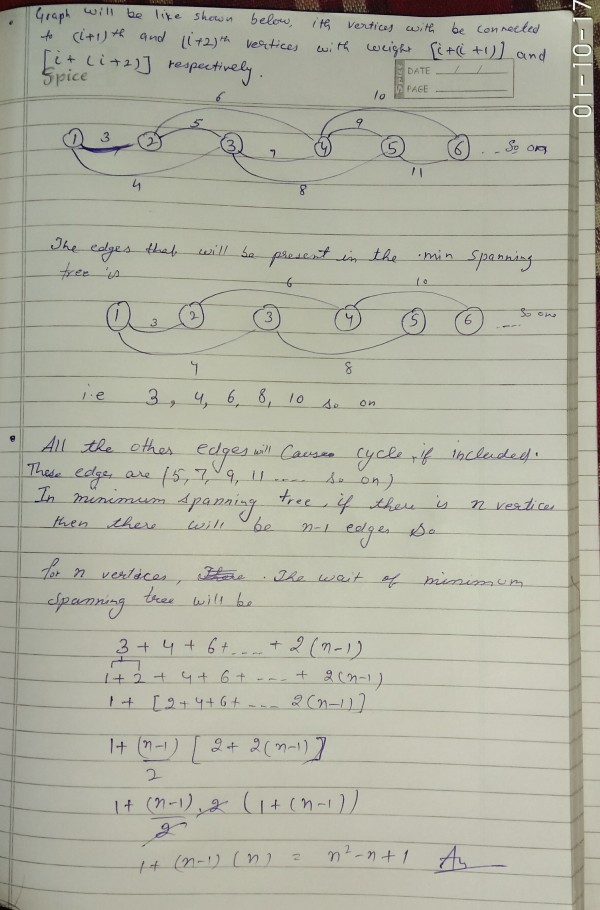 Graph will be like shown below, ith vertices with be connected
to (i+1)th and (i+2)th vertices with weight [i+(i+1)] and
[i+(i+2)] respectively.
Spice
DATE
PAGE
01-10-17
6 10
1 3 2 5 3 7 4 9 5 11 6 ... So on
4 8
The edges that will be present in the min spanning
tree is
6 10
1 3 2 3 4 5 6 .... So on
4 8
i.e 3, 4, 6, 8, 10 so on
All the other edges will Causes cycle, if included.
These edges are (5, 7, 9, 11 ..... so on)
In minimum spanning tree, if there is n vertices
then there will be n-1 edges So
for n vertices, . The wait of minimum
spanning tree will be
3 + 4 + 6 + .... + 2(n-1)
1+2 + 4 + 6 + .... + 2(n-1)
1 + [2+4+6+ .... 2(n-1)]
1 + (n-1)/2 [2 + 2(n-1)]
1 + (n-1)/2 . 2 (1 + (n-1))
1 + (n-1) (n) = n²-n+1 Ans